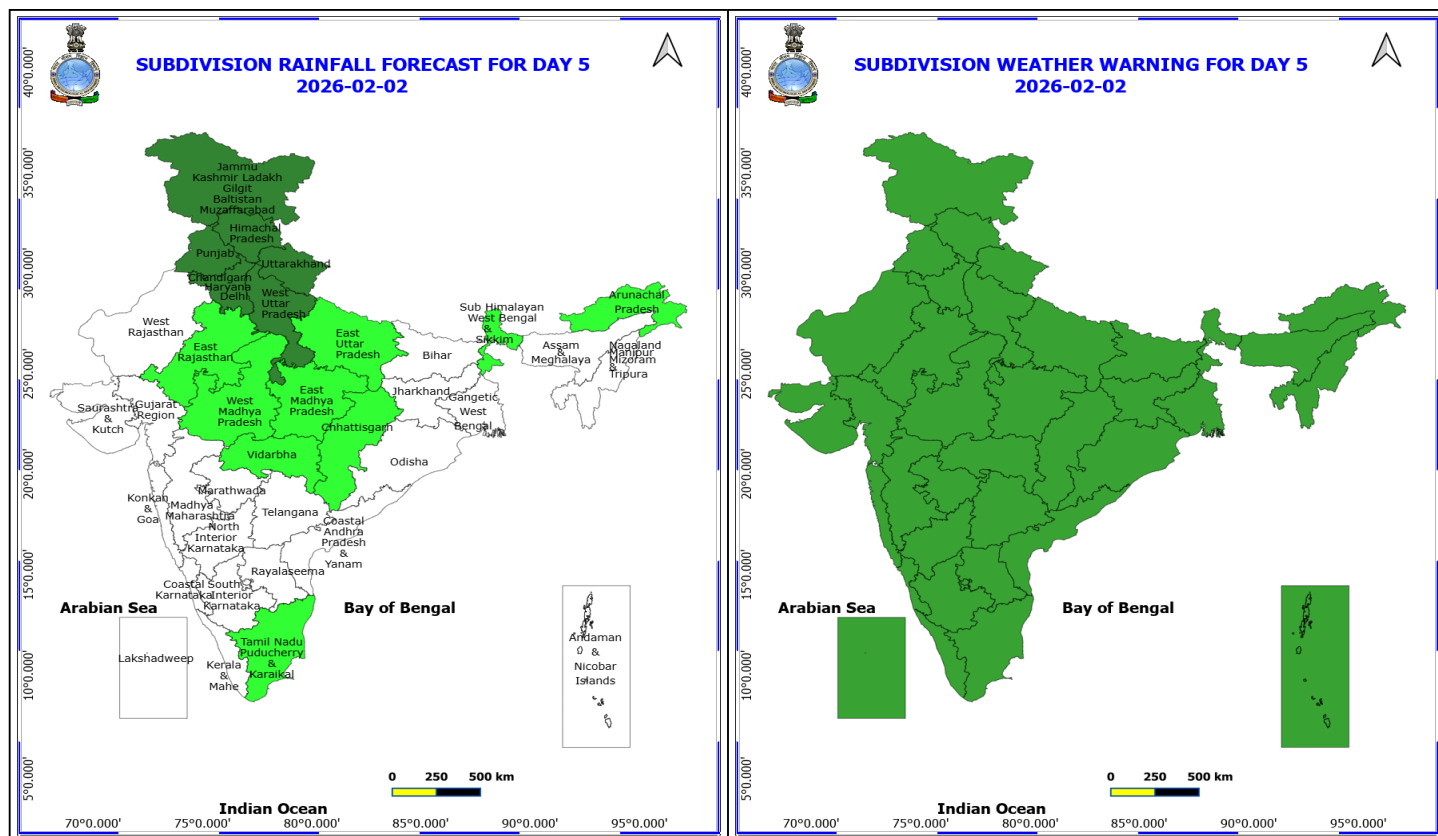 SUBDIVISION RAINFALL FORECAST FOR DAY 5
2026-02-02
40°0.000'
35°0.000'
30°0.000'
25°0.000'
20°0.000'
15°0.000'
10°0.000'
5°0.000'
Jammu
Kashmir Ladakh
Gilgit
Baltistan
Muzaffarabad
Himachal
Pradesh
Punjab
Uttarakhand
Chandigarh
Haryana
Delhi
West
Uttar
Pradesh
West
Rajasthan
East
Rajasthan
East
Uttar
Pradesh
Bihar
Sub Himalayan
West Bengal
&
Sikkim
Arunachal
Pradesh
Assam
&
Meghalaya
Nagaland
Manipur
Mizoram
&
Tripura
Saurashtra
&
Kutch
Gujarat
Region
West
Madhya
Pradesh
East
Madhya
Pradesh
Jharkhand
Gangetic
West
Bengal
Chhattisgarh
Vidarbha
Odisha
Konkan
&
Goa
Madhya
Maharashtra
Marathwada
Telangana
North
Interior
Karnataka
Coastal
Andhra
Pradesh
&
Yanam
Rayalaseema
Coastal
Karnataka
South
Interior
Karnataka
Arabian Sea
Bay of Bengal
Tamil Nadu
Puducherry
&
Karaikal
Kerala
&
Mahe
Lakshadweep
Andaman
&
Nicobar
Islands
0 250 500 km
Indian Ocean
70°0.000' 75°0.000' 80°0.000' 85°0.000' 90°0.000' 95°0.000'
SUBDIVISION WEATHER WARNING FOR DAY 5
2026-02-02
40°0.000'
35°0.000'
30°0.000'
25°0.000'
20°0.000'
15°0.000'
10°0.000'
5°0.000'
Arabian Sea
Bay of Bengal
0 250 500 km
Indian Ocean
70°0.000' 75°0.000' 80°0.000' 85°0.000' 90°0.000' 95°0.000'